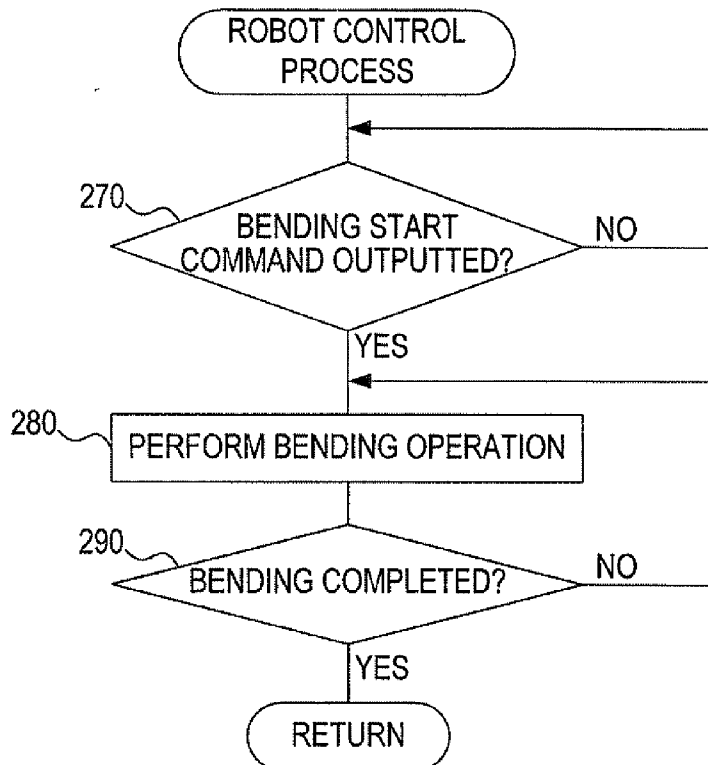 ROBOT CONTROL
PROCESS
270
BENDING START
COMMAND OUTPUTTED?
NO
YES
280
PERFORM BENDING OPERATION
290
BENDING COMPLETED?
NO
YES
RETURN